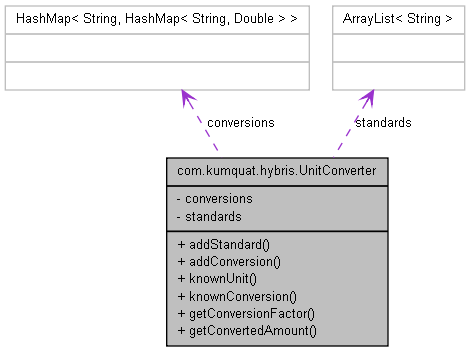 HashMap< String, HashMap< String, Double > >
ArrayList< String >
conversions
standards
com.kumquat.hybris.UnitConverter
- conversions
- standards
+ addStandard()
+ addConversion()
+ knownUnit()
+ knownConversion()
+ getConversionFactor()
+ getConvertedAmount()